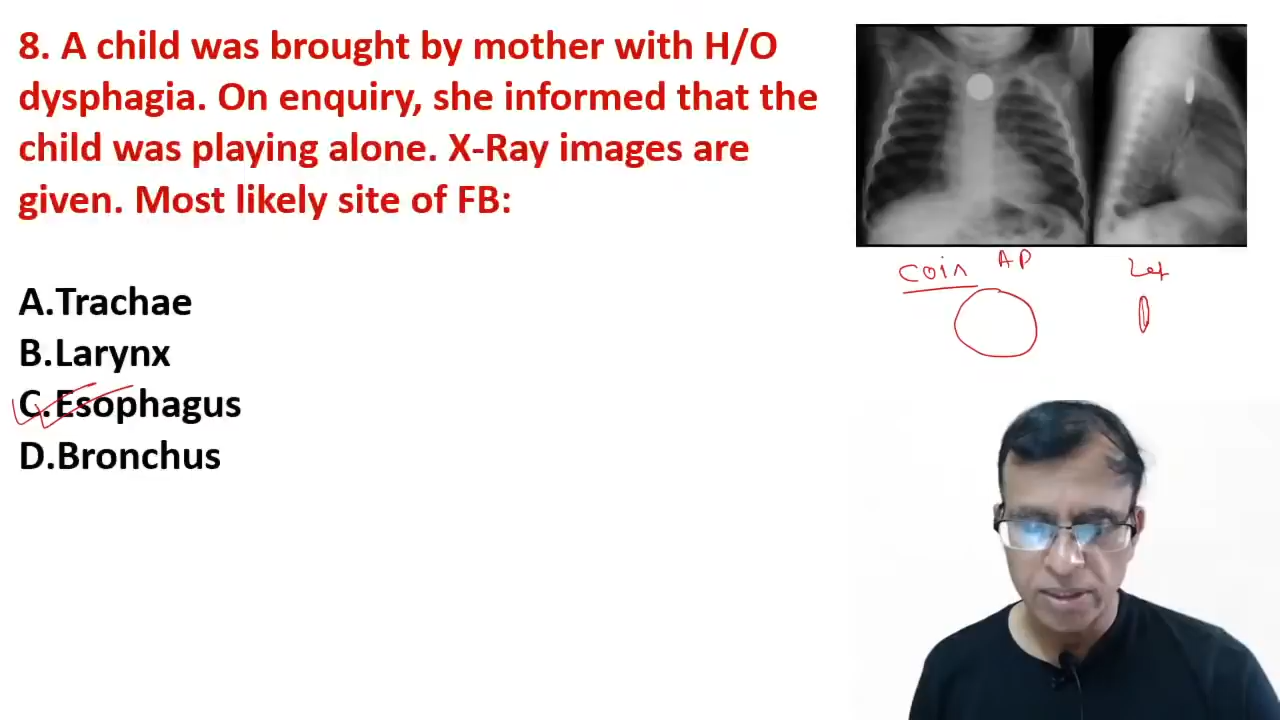 8. A child was brought by mother with H/O
dysphagia. On enquiry, she informed that the
child was playing alone. X-Ray images are
given. Most likely site of FB:
A.Trachae
B.Larynx
C.Esophagus
D.Bronchus
coin AP
Lat